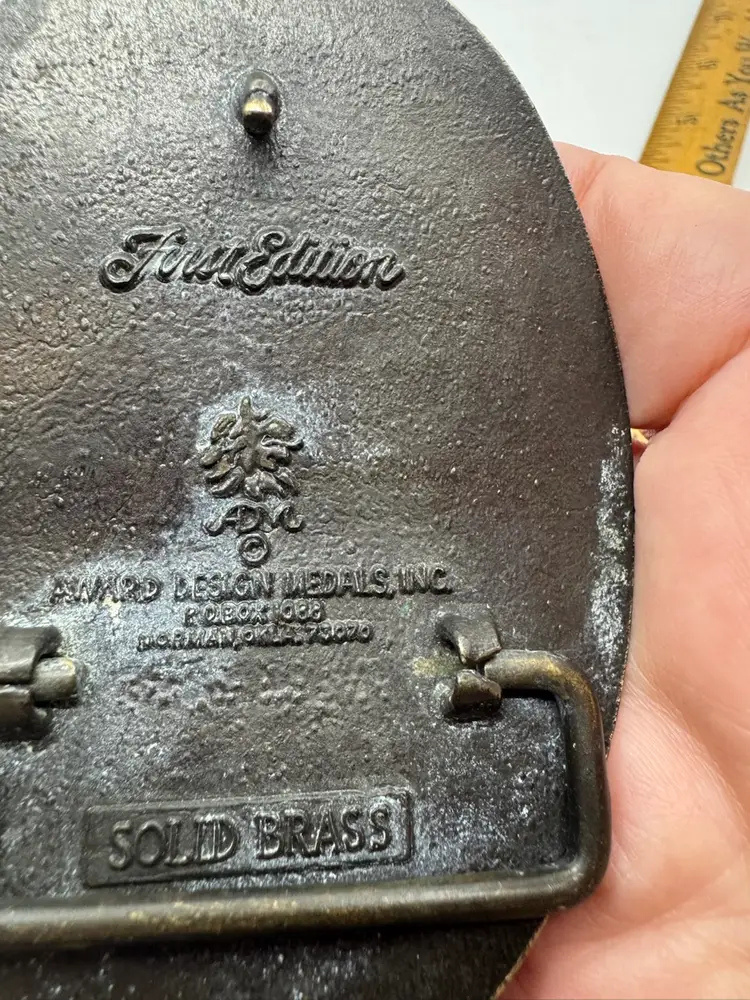 First Edition
ADM
©
AWARD DESIGN MEDALS, INC.
P.O. BOX 1088
NORMAN, OKLA. 73070
SOLID BRASS
Others As You W